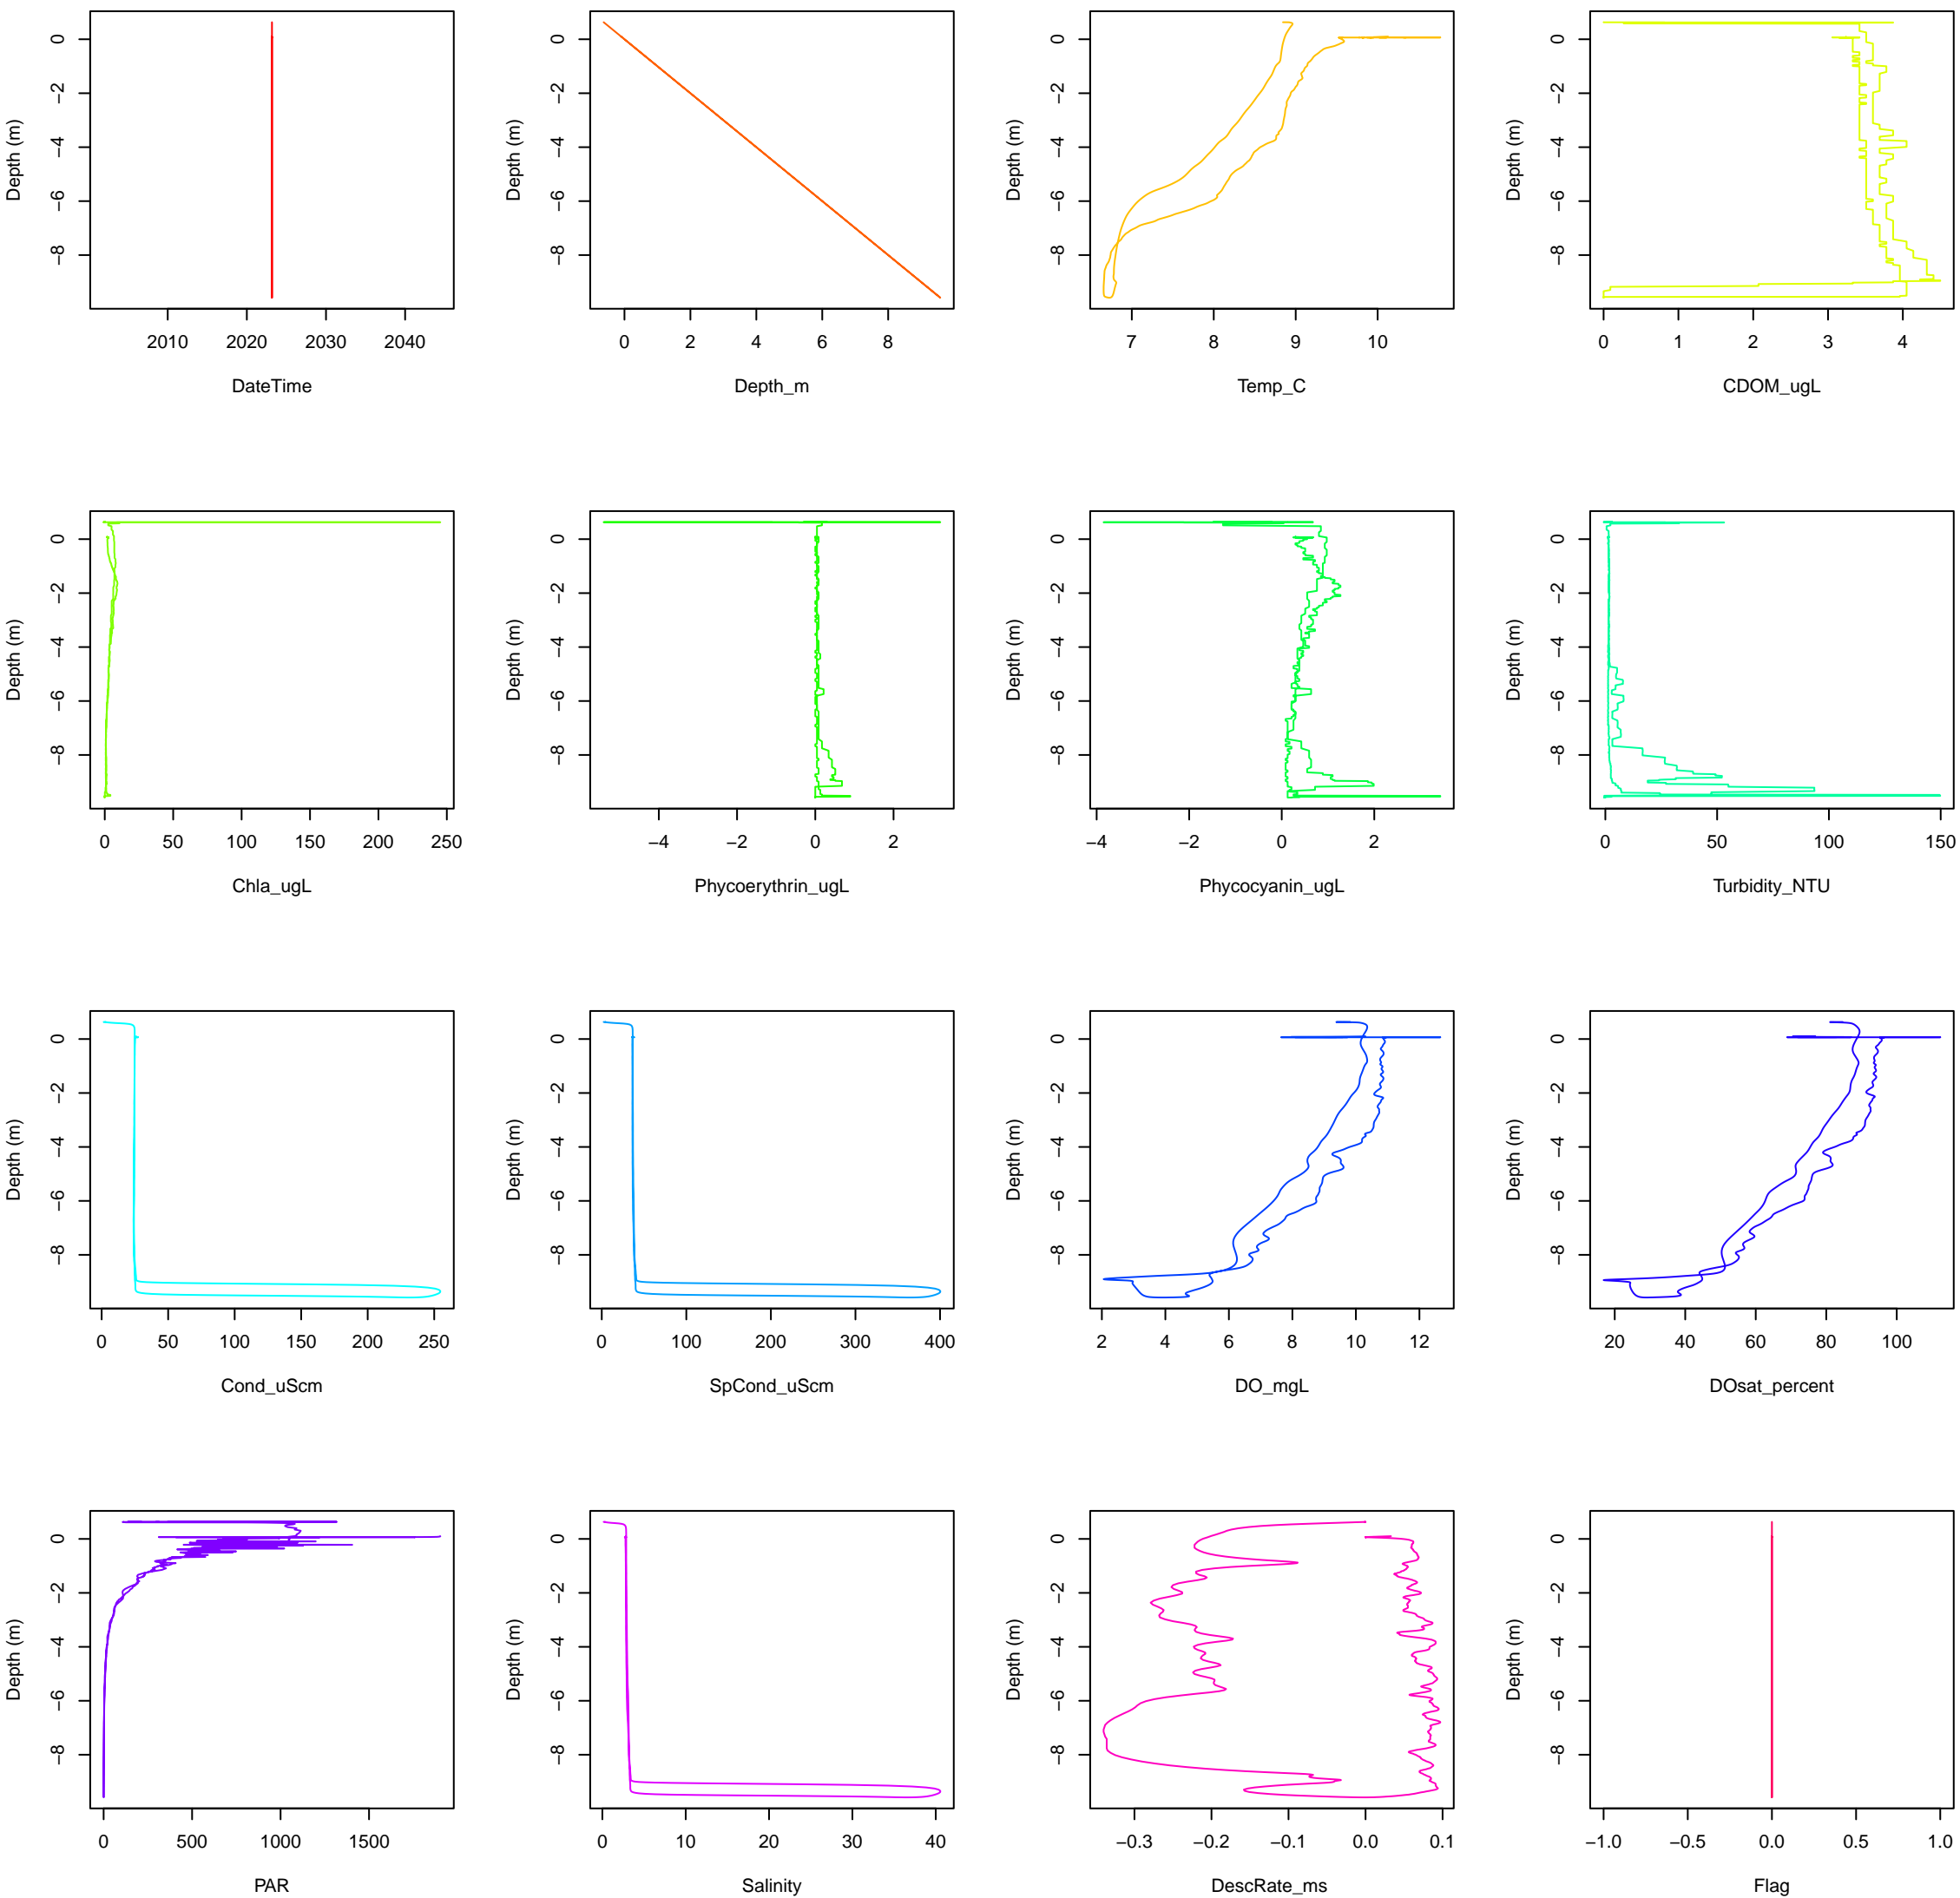 0 −2 −4 −6 −8 Depth (m) 0 −2 −4 −6 −8 Depth (m) 0 −2 −4 −6 −8 Depth (m) 0 −2 −4 −6 −8 Depth (m)
2010 2020 2030 2040 0 2 4 6 8 7 8 9 10 0 1 2 3 4
DateTime Depth_m Temp_C CDOM_ugL
0 −2 −4 −6 −8 Depth (m) 0 −2 −4 −6 −8 Depth (m) 0 −2 −4 −6 −8 Depth (m) 0 −2 −4 −6 −8 Depth (m)
0 50 100 150 200 250 −4 −2 0 2 −4 −2 0 2 0 50 100 150
Chla_ugL Phycoerythrin_ugL Phycocyanin_ugL Turbidity_NTU
0 −2 −4 −6 −8 Depth (m) 0 −2 −4 −6 −8 Depth (m) 0 −2 −4 −6 −8 Depth (m) 0 −2 −4 −6 −8 Depth (m)
0 50 100 150 200 250 0 100 200 300 400 2 4 6 8 10 12 20 40 60 80 100
Cond_uScm SpCond_uScm DO_mgL DOsat_percent
0 −2 −4 −6 −8 Depth (m) 0 −2 −4 −6 −8 Depth (m) 0 −2 −4 −6 −8 Depth (m) 0 −2 −4 −6 −8 Depth (m)
0 500 1000 1500 0 10 20 30 40 −0.3 −0.2 −0.1 0.0 0.1 −1.0 −0.5 0.0 0.5 1.0
PAR Salinity DescRate_ms Flag